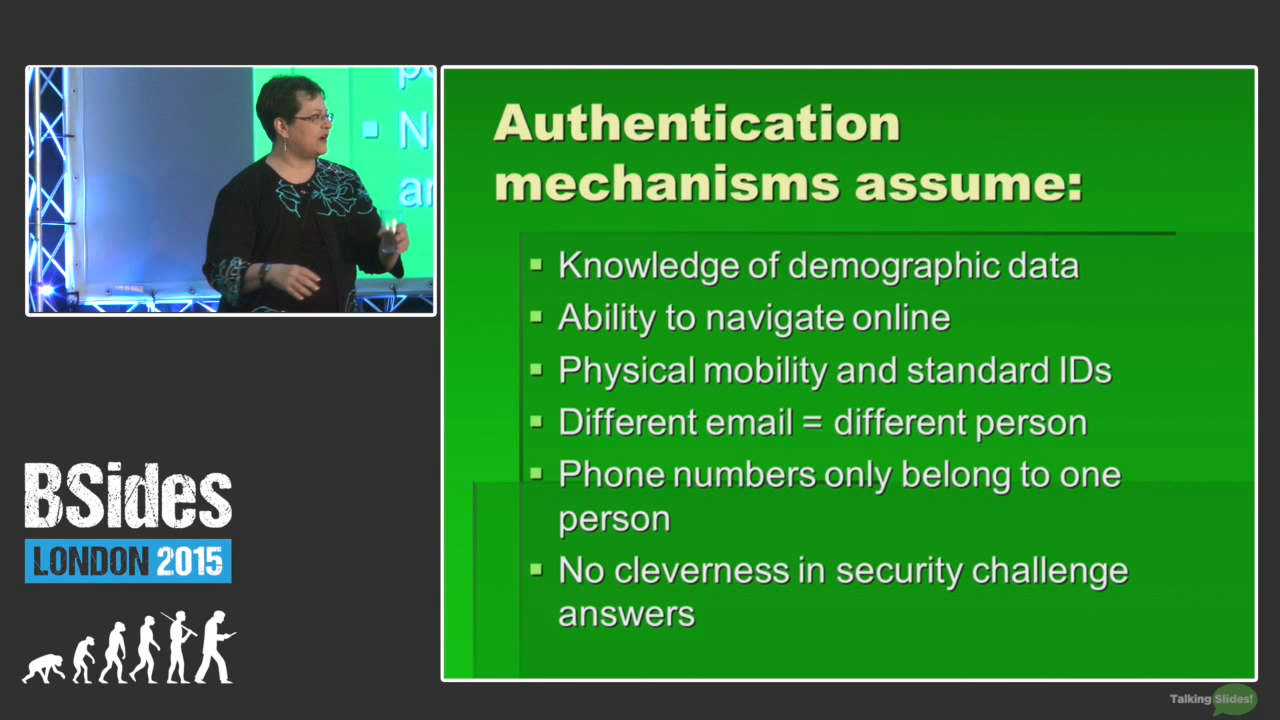 Authentication
mechanisms assume:
Knowledge of demographic data
Ability to navigate online
Physical mobility and standard IDs
Different email = different person
Phone numbers only belong to one
person
No cleverness in security challenge
answers
BSides
LONDON 2015
Talking Slides!